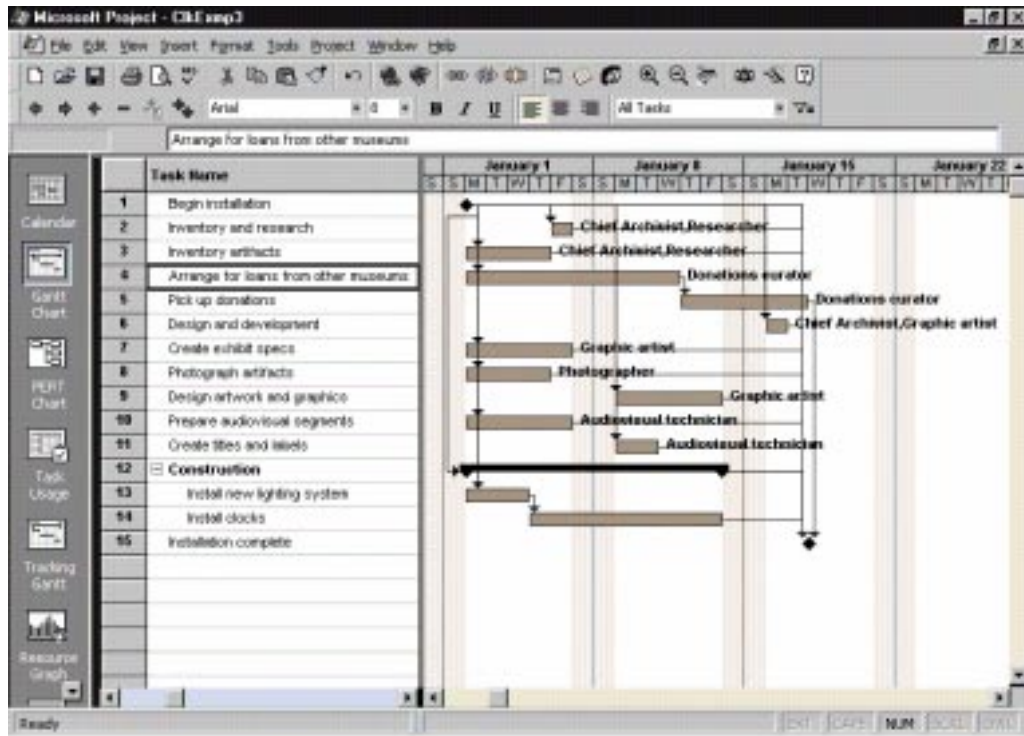 Microsoft Project - ClkExmp3
File Edit View Insert Format Tools Project Window Help
Arial 8 B I U All Tasks
Arrange for loans from other museums
Task Name
January 1 January 8 January 15 January 22
S S M T W T F S S M T W T F S S M T W T F S S M T W T
1 Begin installation
2 Inventory and research Chief Archivist,Researcher
3 Inventory artifacts Chief Archivist,Researcher
4 Arrange for loans from other museums Donations curator
5 Pick up donations Donations curator
6 Design and development Chief Archivist,Graphic artist
7 Create exhibit specs Graphic artist
8 Photograph artifacts Photographer
9 Design artwork and graphics Graphic artist
10 Prepare audiovisual segments Audiovisual technician
11 Create titles and labels Audiovisual technician
12 Construction
13 Install new lighting system
14 Install clocks
15 Installation complete
Calendar
Gantt
Chart
PERT
Chart
Task
Usage
Tracking
Gantt
Resource
Graph
Ready EXT CAPS NUM SCRL OVR